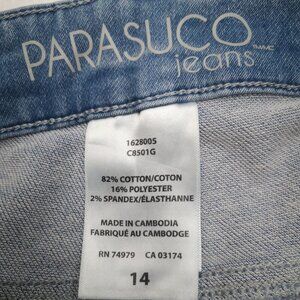 PARASUCO
jeans
1628005
C8501G
82% COTTON/COTON
16% POLYESTER
2% SPANDEX/ÉLASTHANNE
MADE IN CAMBODIA
FABRIQUÉ AU CAMBODGE
RN 74979 CA 03174
14